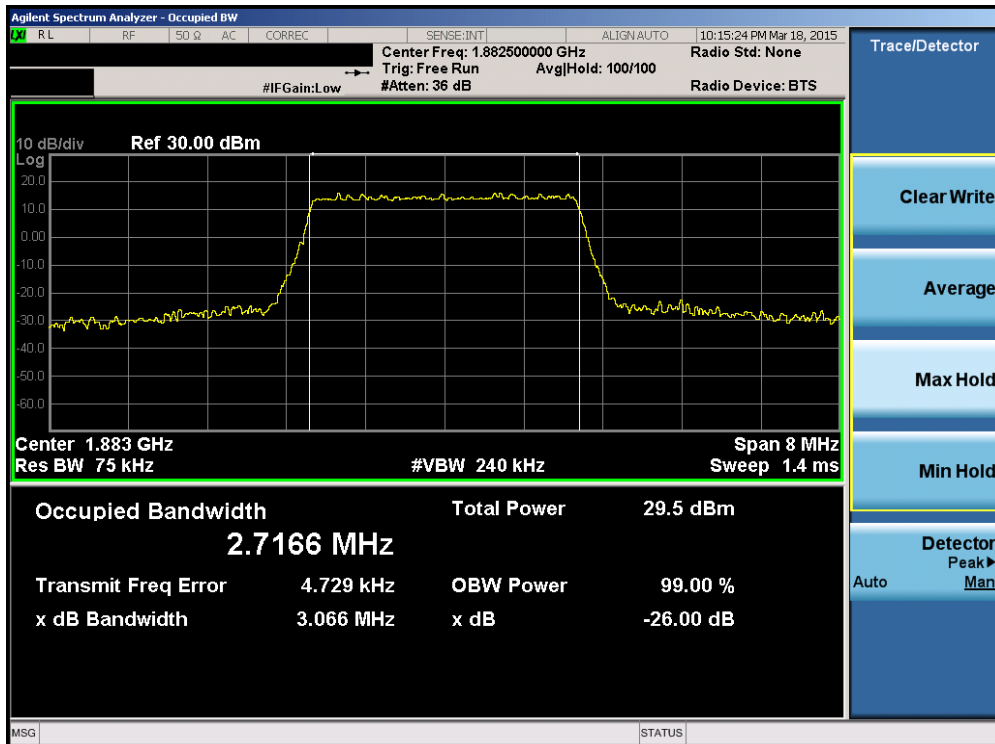 Agilent Spectrum Analyzer - Occupied BW
LXI RL RF 50 Ω AC CORREC SENSE:INT ALIGN AUTO 10:15:24 PM Mar 18, 2015
Center Freq: 1.882500000 GHz Radio Std: None
Trig: Free Run Avg|Hold: 100/100
#IFGain:Low #Atten: 36 dB Radio Device: BTS
10 dB/div Ref 30.00 dBm
Log
20.0
10.0
0.00
-10.0
-20.0
-30.0
-40.0
-50.0
-60.0
Center 1.883 GHz Span 8 MHz
Res BW 75 kHz #VBW 240 kHz Sweep 1.4 ms
Occupied Bandwidth Total Power 29.5 dBm
2.7166 MHz
Transmit Freq Error 4.729 kHz OBW Power 99.00 %
x dB Bandwidth 3.066 MHz x dB -26.00 dB
MSG STATUS
Trace/Detector
Clear Write
Average
Max Hold
Min Hold
Detector
Peak▶
Auto Man